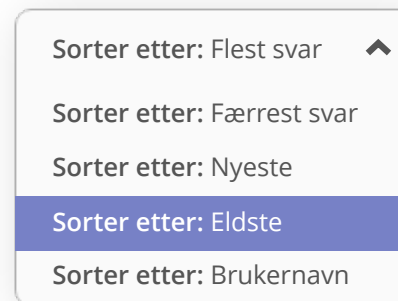 Sorter etter: Flest svar
Sorter etter: Færrest svar
Sorter etter: Nyeste
Sorter etter: Eldste
Sorter etter: Brukernavn